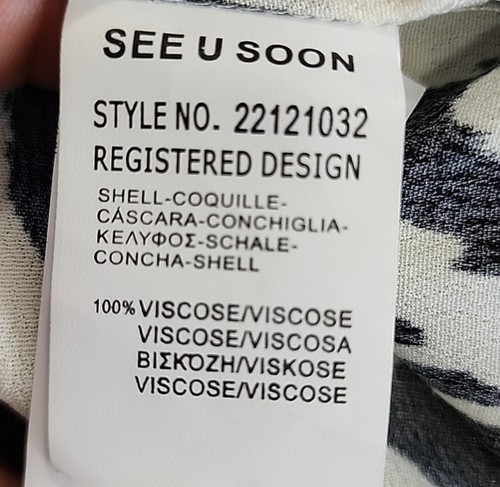 SEE U SOON
STYLE NO. 22121032
REGISTERED DESIGN
SHELL-COQUILLE-
CÁSCARA-CONCHIGLIA-
ΚΕΛΥΦΟΣ-SCHALE-
CONCHA-SHELL
100% VISCOSE/VISCOSE
VISCOSE/VISCOSA
ΒΙΣΚΌΖΗ/VISKOSE
VISCOSE/VISCOSE